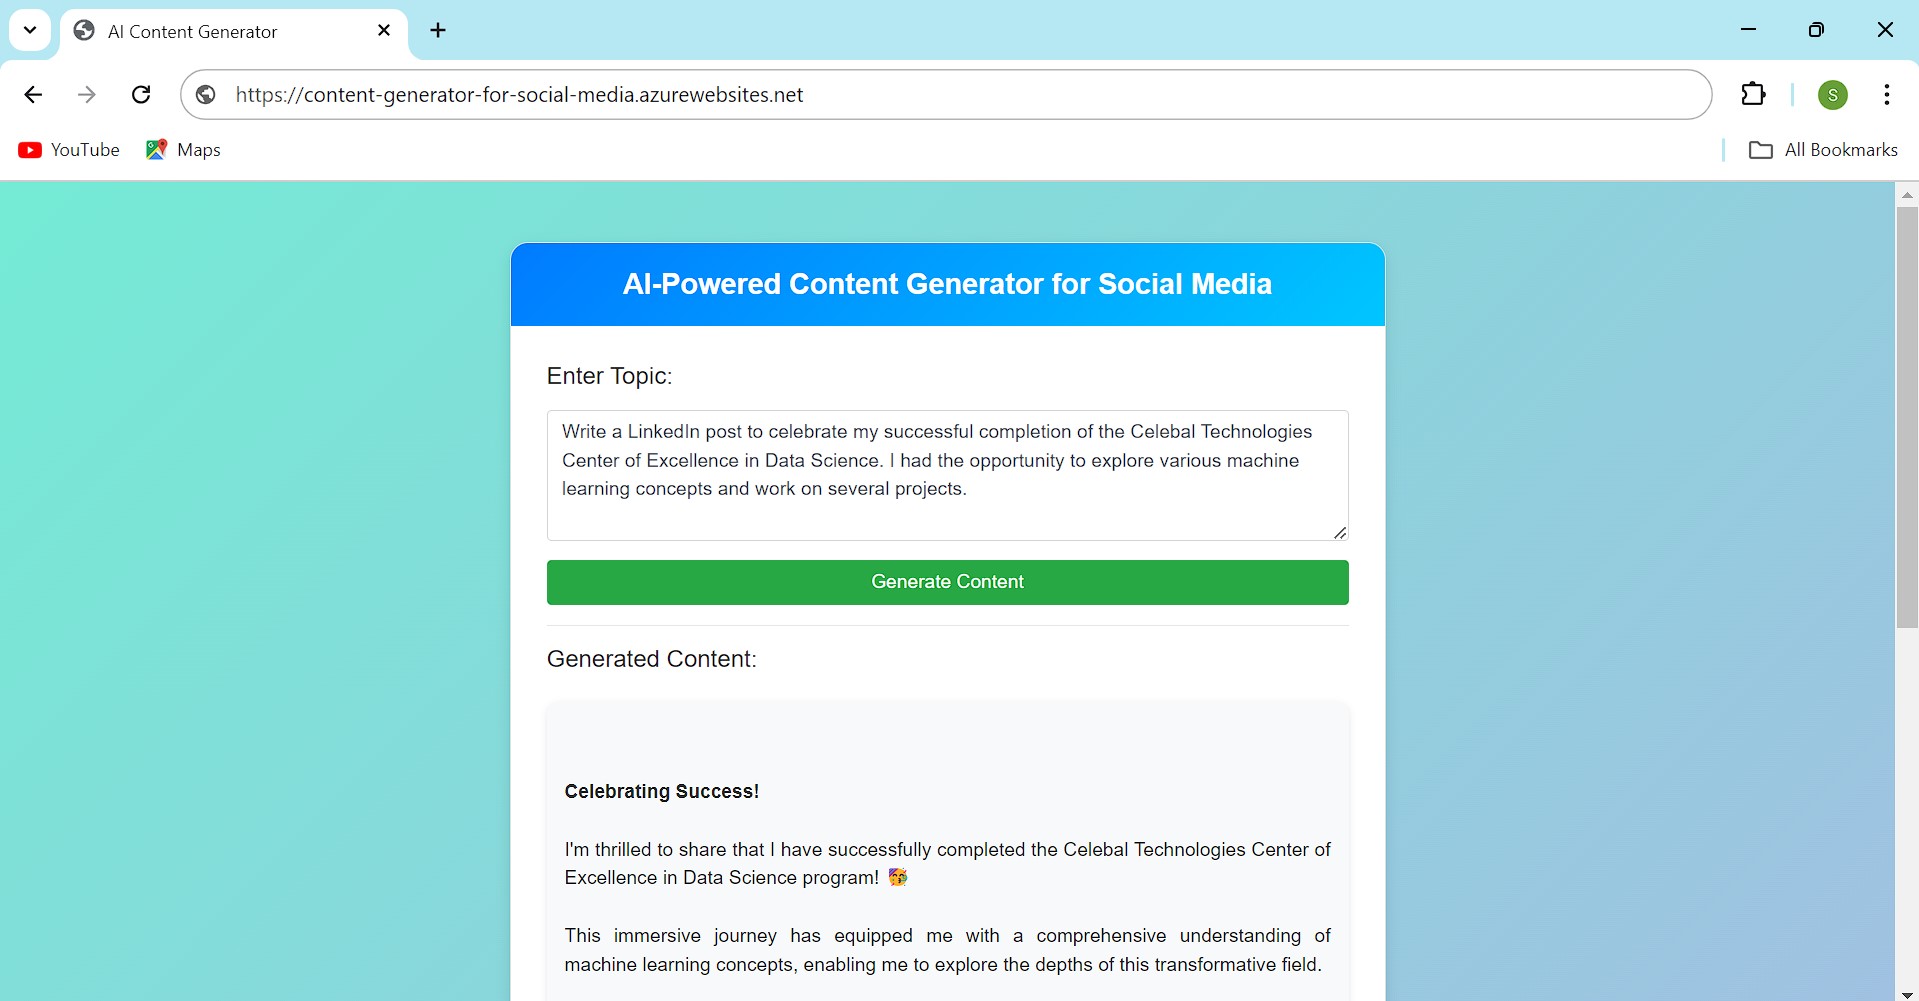 AI Content Generator
https://content-generator-for-social-media.azurewebsites.net
S
YouTube
Maps
All Bookmarks
AI-Powered Content Generator for Social Media
Enter Topic:
Write a LinkedIn post to celebrate my successful completion of the Celebal Technologies
Center of Excellence in Data Science. I had the opportunity to explore various machine
learning concepts and work on several projects.
Generate Content
Generated Content:
Celebrating Success!
I'm thrilled to share that I have successfully completed the Celebal Technologies Center of
Excellence in Data Science program! 🥳
This immersive journey has equipped me with a comprehensive understanding of
machine learning concepts, enabling me to explore the depths of this transformative field.